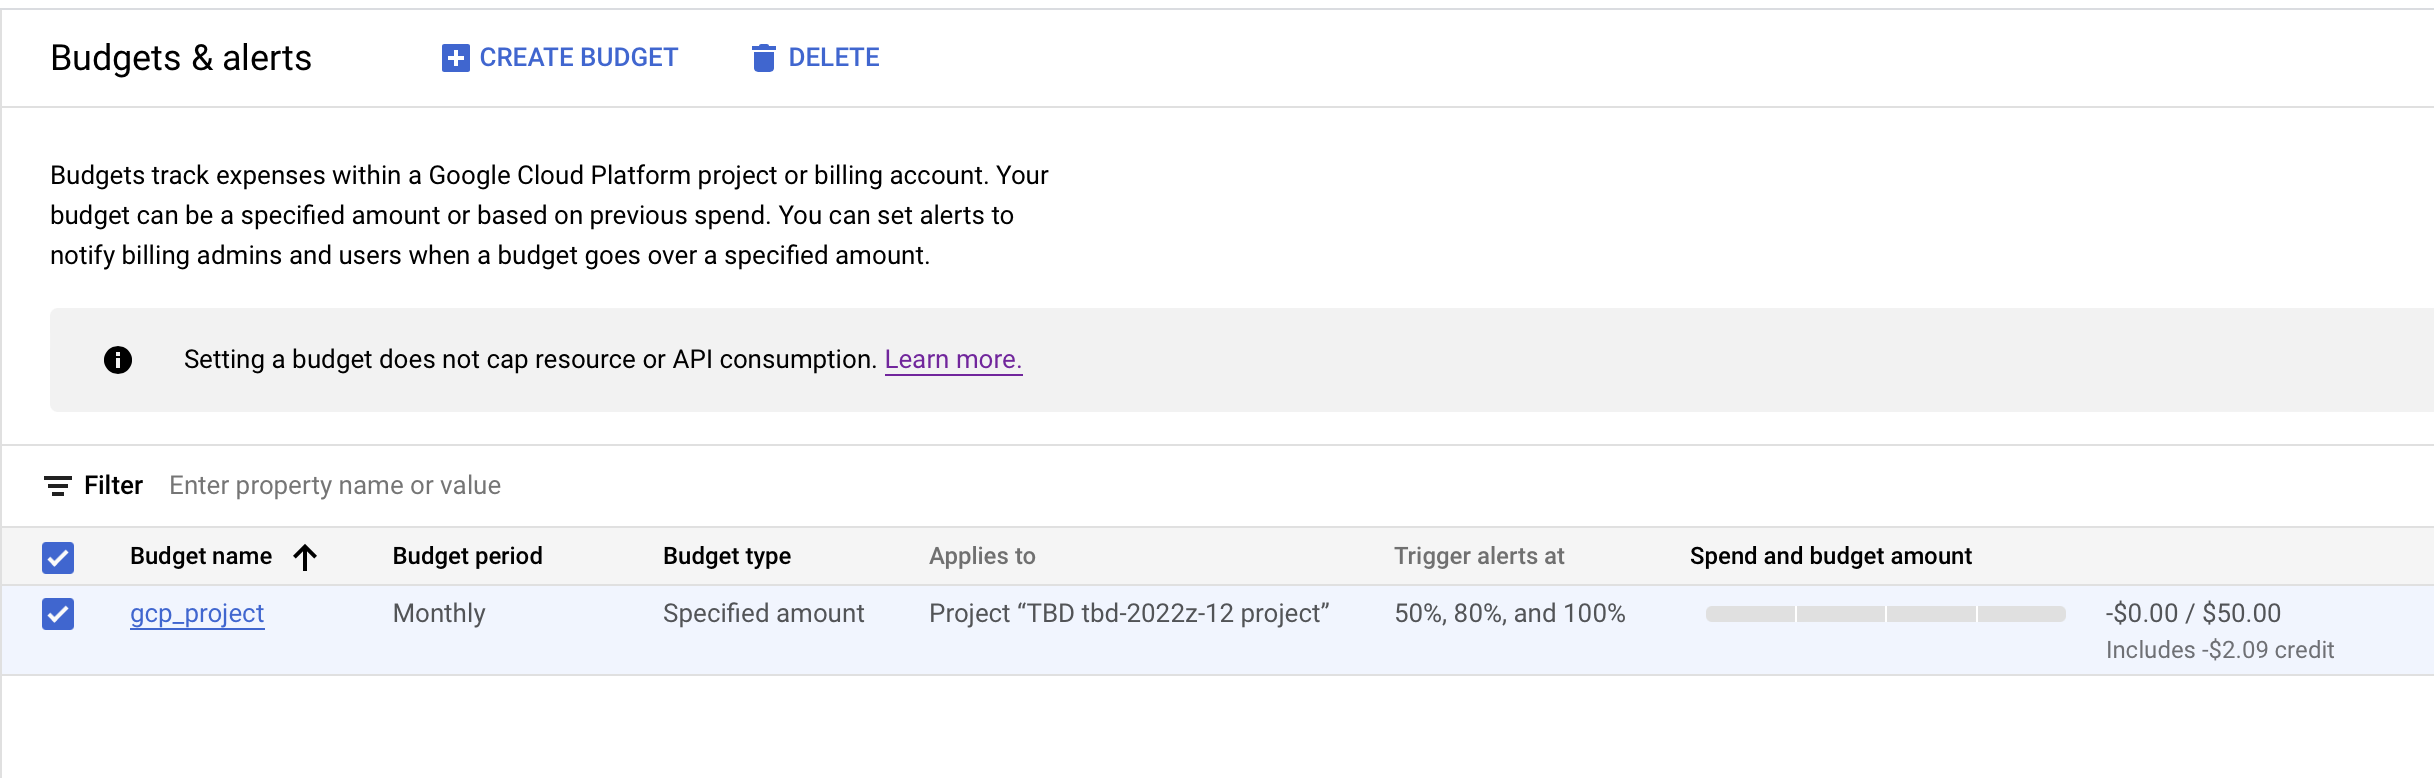 Budgets & alerts CREATE BUDGET DELETE
Budgets track expenses within a Google Cloud Platform project or billing account. Your
budget can be a specified amount or based on previous spend. You can set alerts to
notify billing admins and users when a budget goes over a specified amount.
Setting a budget does not cap resource or API consumption. Learn more.
Filter Enter property name or value
Budget name Budget period Budget type Applies to Trigger alerts at Spend and budget amount
gcp_project Monthly Specified amount Project “TBD tbd-2022z-12 project” 50%, 80%, and 100% -$0.00 / $50.00
Includes -$2.09 credit